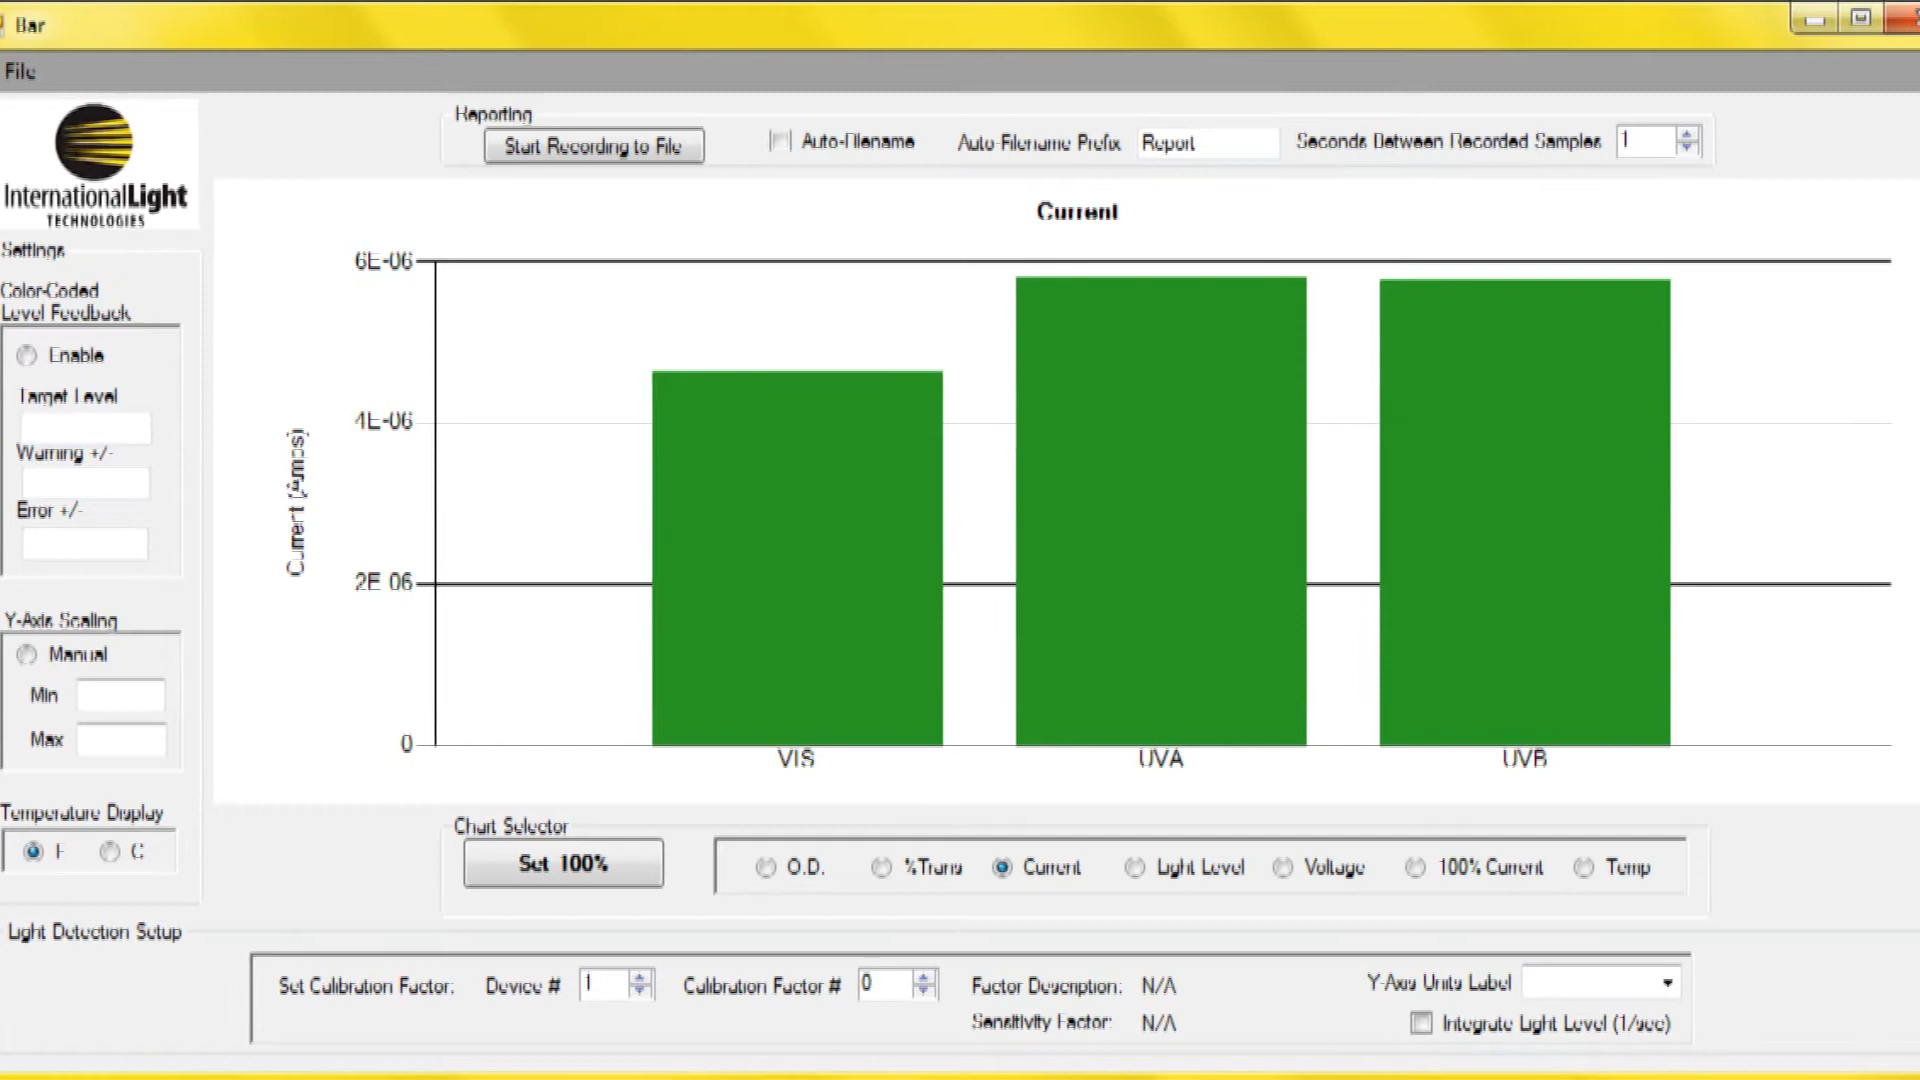 Bar
File
InternationalLight
TECHNOLOGIES
Reporting
Start Recording to File
Auto-Filename
Auto-Filename Prefix
Report
Seconds Between Recorded Samples
1
Settings
Color-Coded
Level Feedback
Enable
Target Level
Warning +/-
Error +/-
Y-Axis Scaling
Manual
Min
Max
Temperature Display
F
C
Current
Current (Amps)
6E-06
4E-06
2E-06
0
VIS
UVA
UVB
Chart Selector
Set 100%
O.D.
%Trans
Current
Light Level
Voltage
100% Current
Temp
Light Detection Setup
Set Calibration Factor:
Device #
1
Calibration Factor #
0
Factor Description:
N/A
Sensitivity Factor:
N/A
Y-Axis Units Label
Integrate Light Level (1/sec)